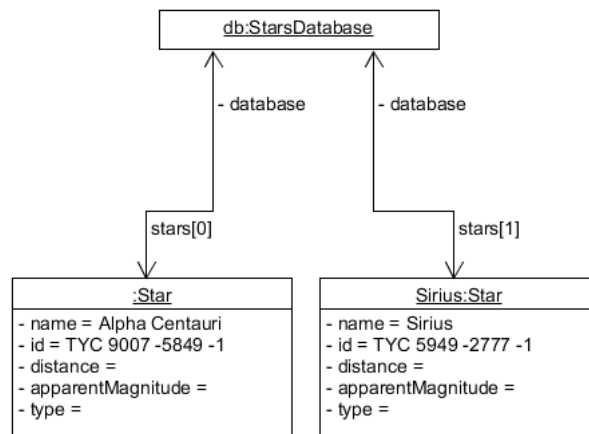 db:StarsDatabase
- database
- database
stars[0]
stars[1]
:Star
- name = Alpha Centauri
- id = TYC 9007 -5849 -1
- distance =
- apparentMagnitude =
- type =
Sirius:Star
- name = Sirius
- id = TYC 5949 -2777 -1
- distance =
- apparentMagnitude =
- type =